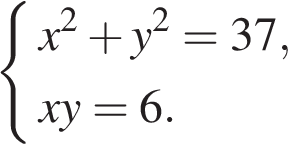 x² + y² = 37,
xy = 6.